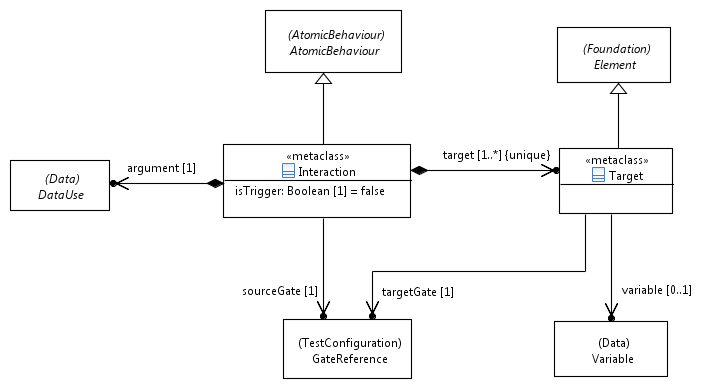 (AtomicBehaviour)
AtomicBehaviour
(Foundation)
Element
«metaclass»
Interaction
isTrigger: Boolean [1] = false
target [1..*] {unique}
«metaclass»
Target
argument [1]
(Data)
DataUse
sourceGate [1]
targetGate [1]
variable [0..1]
(TestConfiguration)
GateReference
(Data)
Variable